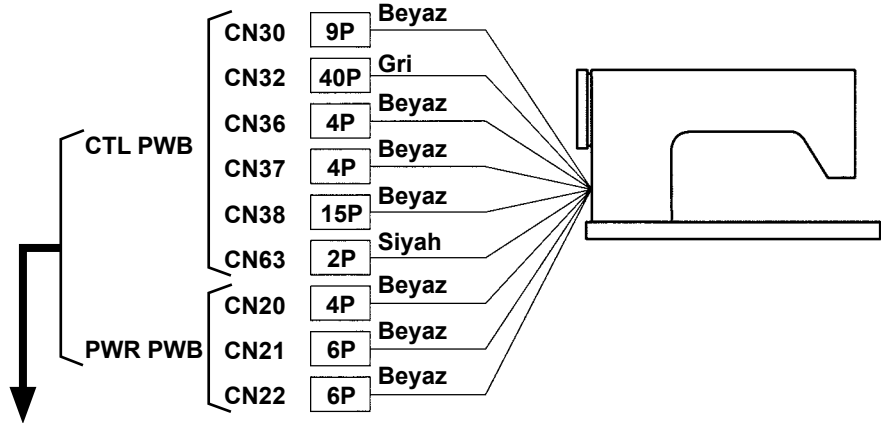 CN30 9P Beyaz
CN32 40P Gri
CN36 4P Beyaz
CTL PWB
CN37 4P Beyaz
CN38 15P Beyaz
CN63 2P Siyah
CN20 4P Beyaz
PWR PWB CN21 6P Beyaz
CN22 6P Beyaz